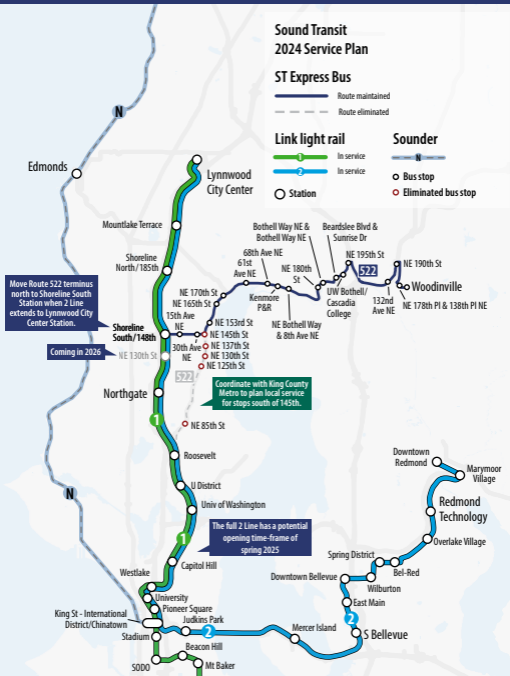 Sound Transit
2024 Service Plan
ST Express Bus
Route maintained
Route eliminated
Link light rail
1
In service
2
In service
Station
Sounder
N
Bus stop
Eliminated bus stop
N
Edmonds
Lynnwood
City Center
Mountlake Terrace
Shoreline
North/185th
Bothell Way NE &
Bothell Way NE
Beardslee Blvd &
Sunrise Dr
68th Ave NE
61st
Ave NE
NE 180th
St
NE 195th St
522
NE 190th St
Woodinville
NE 178th Pl & 138th Pl NE
132nd
Ave NE
UW Bothell/
Cascadia
College
Kenmore
P&R
NE Bothell Way
& 8th Ave NE
NE 170th St
NE 165th St
15th Ave
NE
NE 153rd St
Move Route 522 terminus
north to Shoreline South
Station when 2 Line
extends to Lynnwood City
Center Station.
Shoreline
South/148th
30th Ave
NE
NE 145th St
NE 137th St
NE 130th St
NE 125th St
Coming in 2026
NE 130th St
522
Coordinate with King County
Metro to plan local service
for stops south of 145th.
Northgate
1
NE 85th St
Roosevelt
N
U District
Univ of Washington
The full 2 Line has a potential
opening time-frame of
spring 2025
1
Capitol Hill
Downtown
Redmond
Marymoor
Village
Redmond
Technology
Overlake Village
Spring District
Bel-Red
Wilburton
Downtown Bellevue
East Main
2
S Bellevue
Westlake
University
Pioneer Square
King St - International
District/Chinatown
Judkins Park
2
Mercer Island
Stadium
Beacon Hill
SODO
Mt Baker